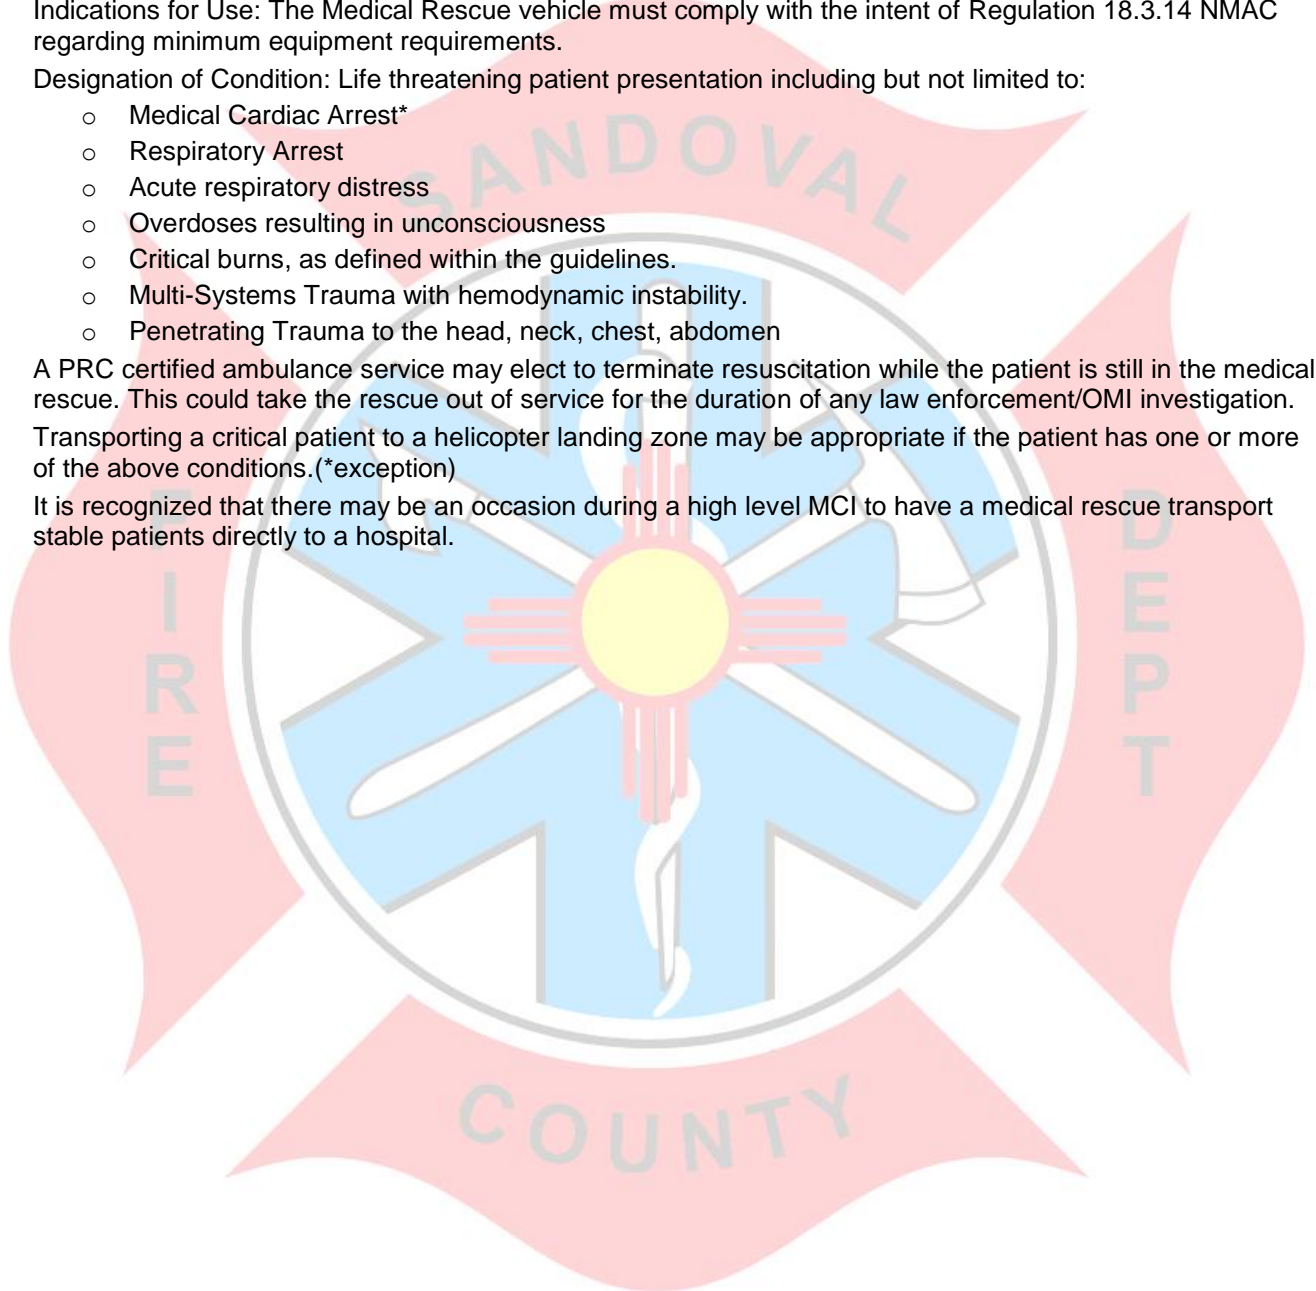 Indications for Use: The Medical Rescue vehicle must comply with the intent of Regulation 18.3.14 NMAC
regarding minimum equipment requirements.
Designation of Condition: Life threatening patient presentation including but not limited to:
o Medical Cardiac Arrest*
o Respiratory Arrest
o Acute respiratory distress
o Overdoses resulting in unconsciousness
o Critical burns, as defined within the guidelines.
o Multi-Systems Trauma with hemodynamic instability.
o Penetrating Trauma to the head, neck, chest, abdomen
A PRC certified ambulance service may elect to terminate resuscitation while the patient is still in the medical
rescue. This could take the rescue out of service for the duration of any law enforcement/OMI investigation.
Transporting a critical patient to a helicopter landing zone may be appropriate if the patient has one or more
of the above conditions.(*exception)
It is recognized that there may be an occasion during a high level MCI to have a medical rescue transport
stable patients directly to a hospital.
SANDOVAL
FIRE
DEPT
COUNTY